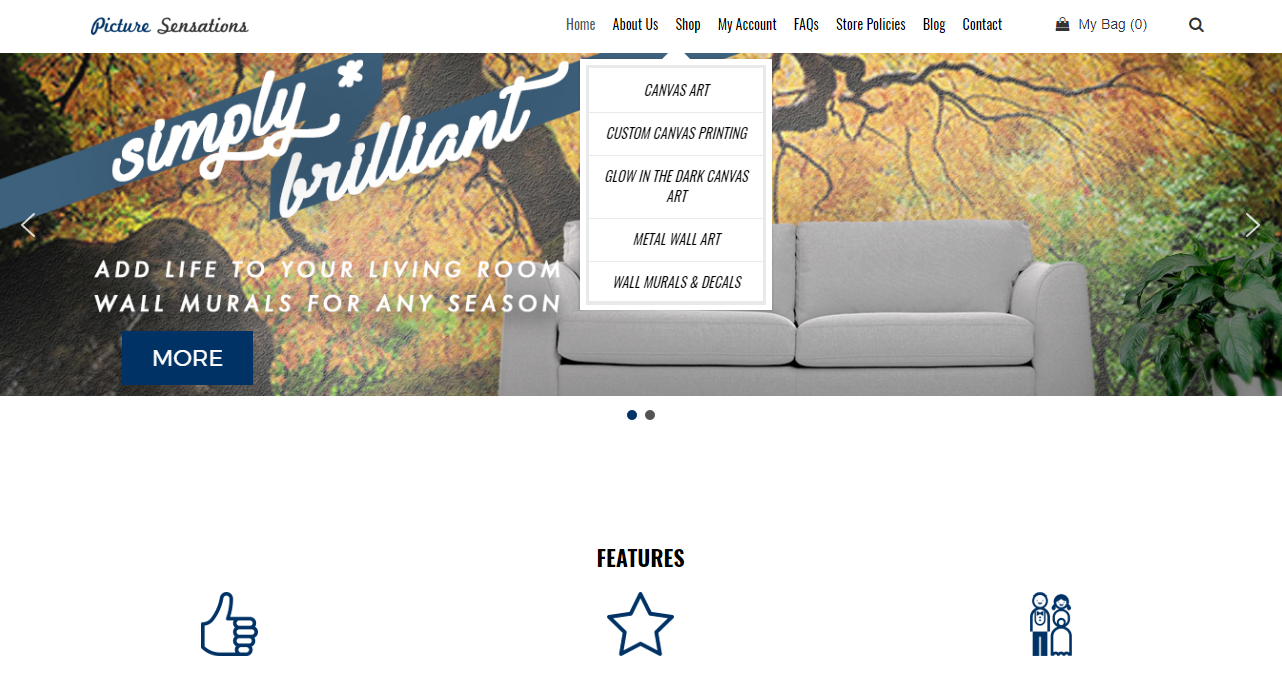 Picture Sensations
Home About Us Shop My Account FAQs Store Policies Blog Contact My Bag (0)
simply*
brilliant
CANVAS ART
CUSTOM CANVAS PRINTING
GLOW IN THE DARK CANVAS
ART
METAL WALL ART
WALL MURALS & DECALS
ADD LIFE TO YOUR LIVING ROOM
WALL MURALS FOR ANY SEASON
MORE
FEATURES